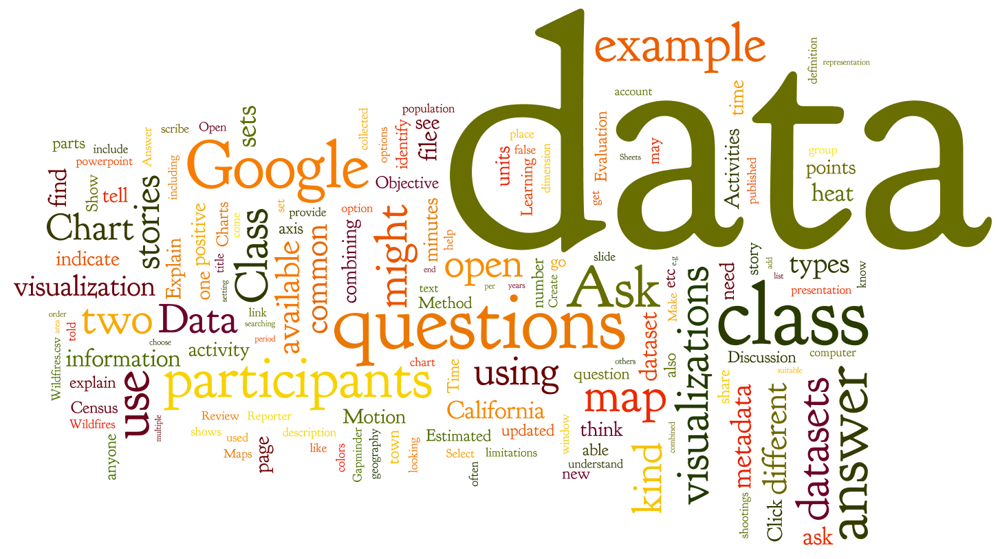 data
example
definition
representation
account
time
population
see
file
identify
options
collected
sets
Open
scribe
Answer
parts
include
powerpoint
find
Show
tell
stories
including
Google
Objective
units
place
false
Learning
dimension
Evaluation
get
Sheets
may
Activities
published
group
points
heat
Chart
indicate
visualization
Explain
one
positive
Charts
come
title
setting
Class
set
provide
axis
available
common
option
combining
might
minutes
help
end
open
text
Method
per
years
number
Create
go
slide
Ask
Make
etc
e.g
visualizations
need
story
add
list
types
know
presentation
class
order
area
told
two
Data
link
searching
choose
period
activity
information
Wildfires.csv
explain
Census
Wildfires
use
multiple
anyone
questions
participants
chart
Time
using
others
question
dataset
also
Discussion
computer
suitable
share
map
California
Review
Reporter
shows
used
description
Maps
page
like
colors
Motion
Gapminder
geography
town
looking
Estimated
updated
Select
limitations
often
window
think
able
understand
new
kind
combined
metadata
different
datasets
answer
shootings
Click
ask